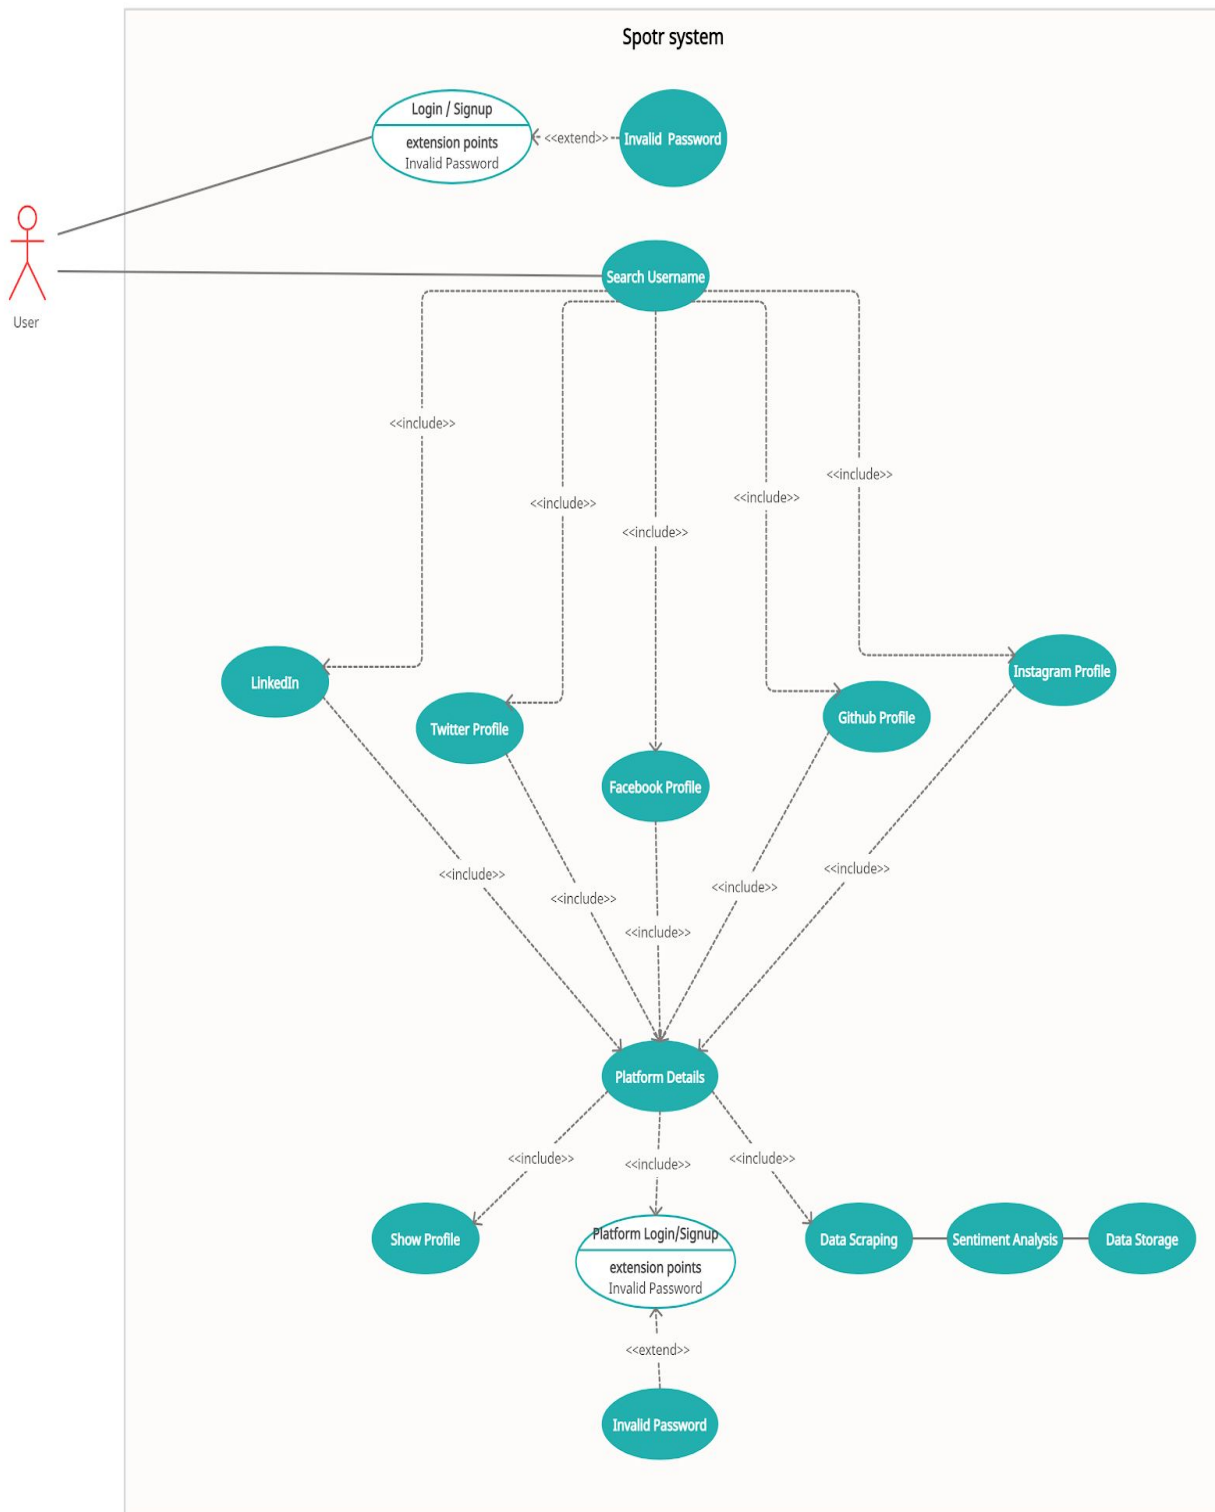 Spotr system
Login / Signup
extension points
Invalid Password
<<extend>>
Invalid  Password
User
Search Username
<<include>>
<<include>>
<<include>>
<<include>>
<<include>>
LinkedIn
Twitter Profile
Facebook Profile
Github Profile
Instagram Profile
<<include>>
<<include>>
<<include>>
<<include>>
<<include>>
Platform Details
<<include>>
<<include>>
<<include>>
Show Profile
Platform Login/Signup
extension points
Invalid Password
Data Scraping
Sentiment Analysis
Data Storage
<<extend>>
Invalid Password